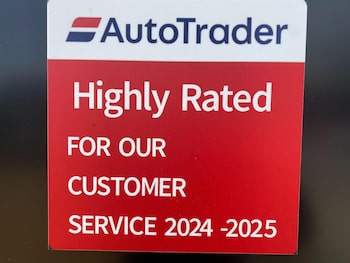 AutoTrader
Highly Rated
FOR OUR
CUSTOMER
SERVICE 2024 -2025